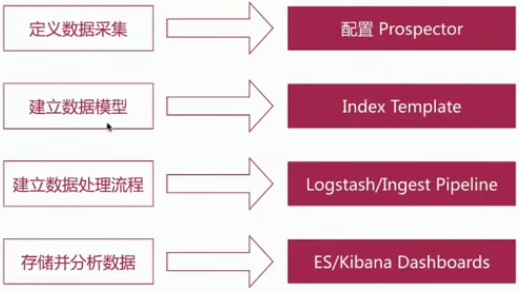 定义数据采集
配置 Prospector
建立数据模型
Index Template
建立数据处理流程
Logstash/Ingest Pipeline
存储并分析数据
ES/Kibana Dashboards